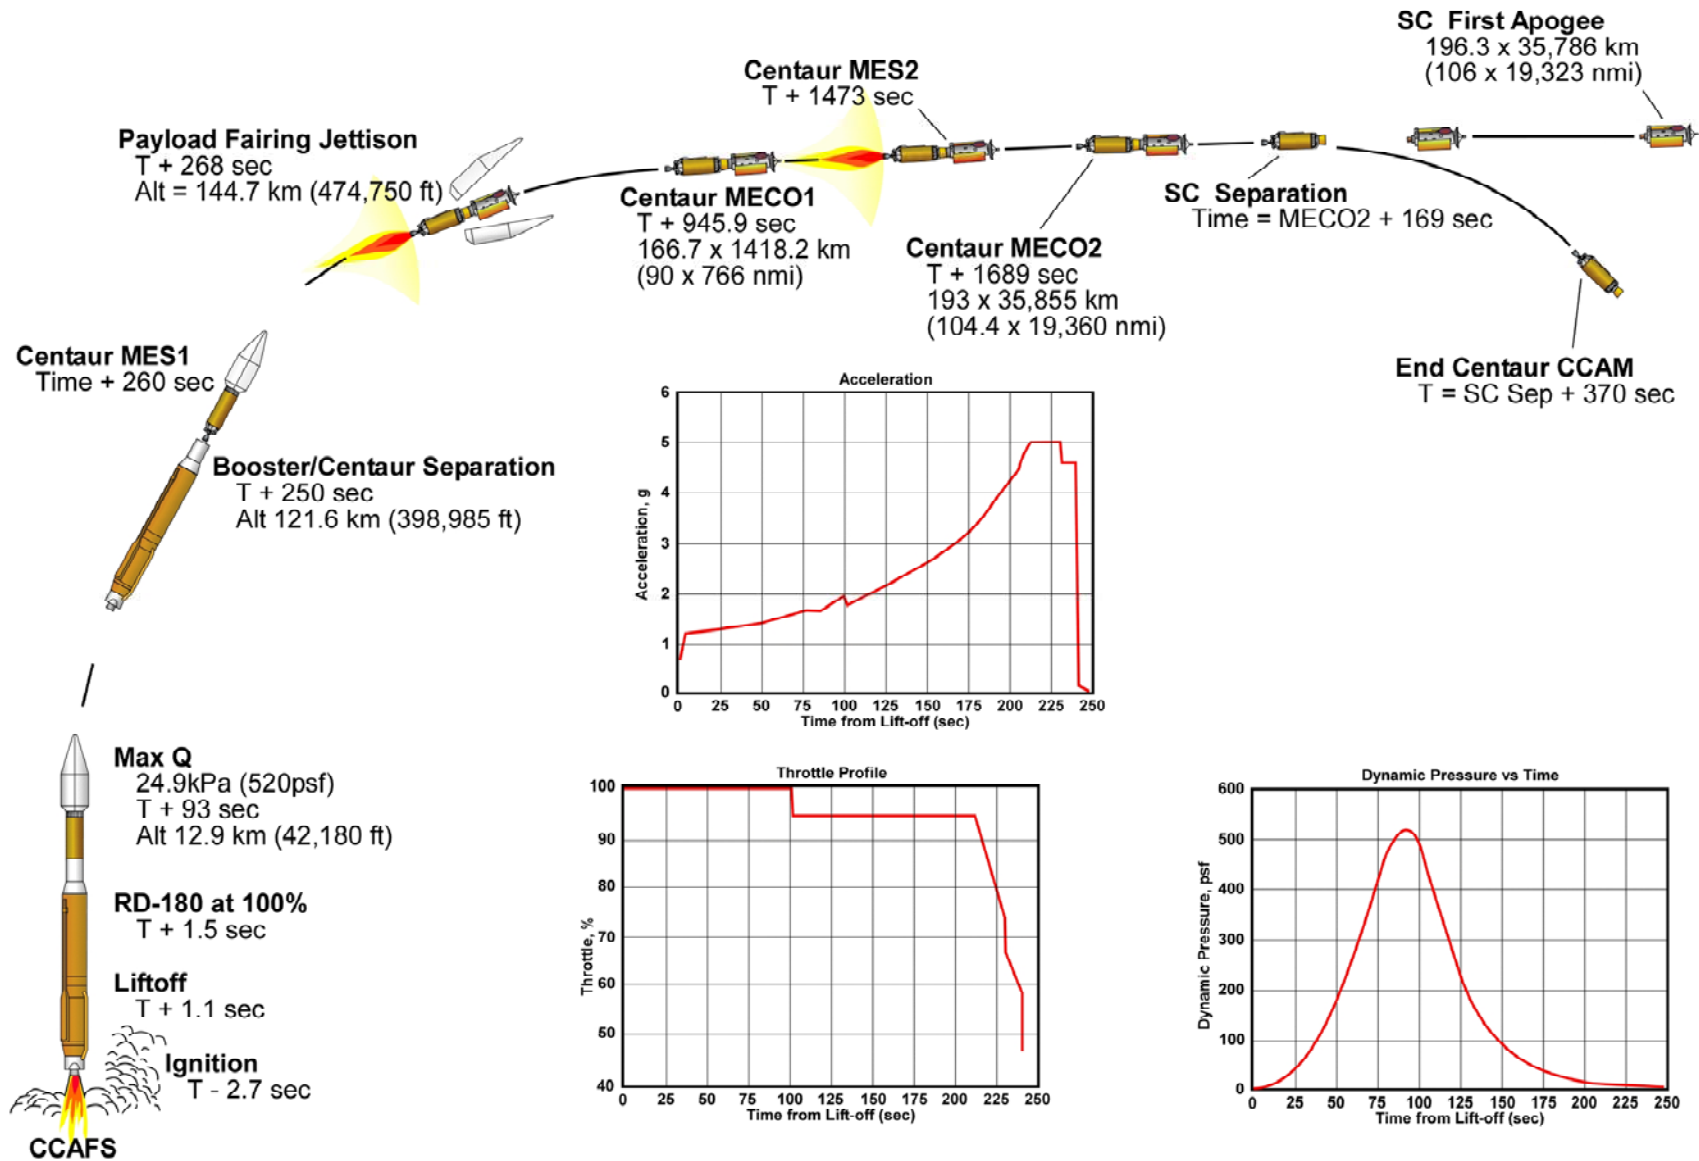 SC First Apogee
196.3 x 35,786 km
(106 x 19,323 nmi)
Centaur MES2
T + 1473 sec
Payload Fairing Jettison
T + 268 sec
Alt = 144.7 km (474,750 ft)
Centaur MECO1
T + 945.9 sec
166.7 x 1418.2 km
(90 x 766 nmi)
SC Separation
Time = MECO2 + 169 sec
Centaur MECO2
T + 1689 sec
193 x 35,855 km
(104.4 x 19,360 nmi)
End Centaur CCAM
T = SC Sep + 370 sec
Centaur MES1
Time + 260 sec
Booster/Centaur Separation
T + 250 sec
Alt 121.6 km (398,985 ft)
Acceleration
6
5
4
3
2
1
0
Acceleration, g
0 25 50 75 100 125 150 175 200 225 250
Time from Lift-off (sec)
Max Q
24.9kPa (520psf)
T + 93 sec
Alt 12.9 km (42,180 ft)
RD-180 at 100%
T + 1.5 sec
Liftoff
T + 1.1 sec
Ignition
T - 2.7 sec
CCAFS
Throttle Profile
100
90
80
70
60
50
40
Throttle, %
0 25 50 75 100 125 150 175 200 225 250
Time from Lift-off (sec)
Dynamic Pressure vs Time
600
500
400
300
200
100
0
Dynamic Pressure, psf
0 25 50 75 100 125 150 175 200 225 250
Time from Lift-off (sec)